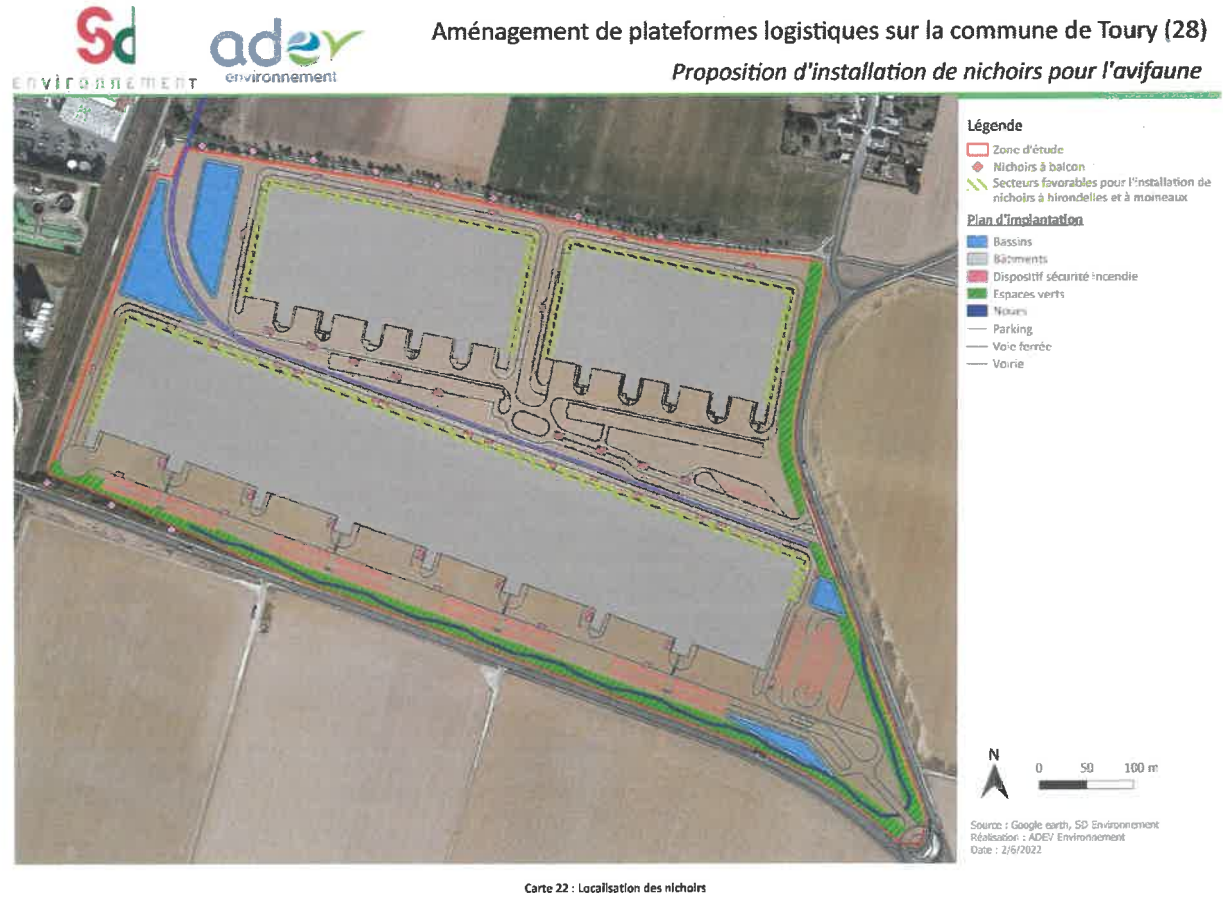 Sd
ENVIRONNEMENT
adev
environnement
Aménagement de plateformes logistiques sur la commune de Toury (28)
Proposition d'installation de nichoirs pour l'avifaune
Légende
Zone d'étude
Nichoirs à balcon
Secteurs favorables pour l'installation de
nichoirs à hirondelles et à moineaux
Plan d'implantation
Bassins
Bâtiments
Dispositif sécurité incendie
Espaces verts
Noues
Parking
Voie ferrée
Voirie
N
0 50 100 m
Source : Google earth, SD Environnement
Réalisation : ADEV Environnement
Date : 2/6/2022
Carte 22 : Localisation des nichoirs